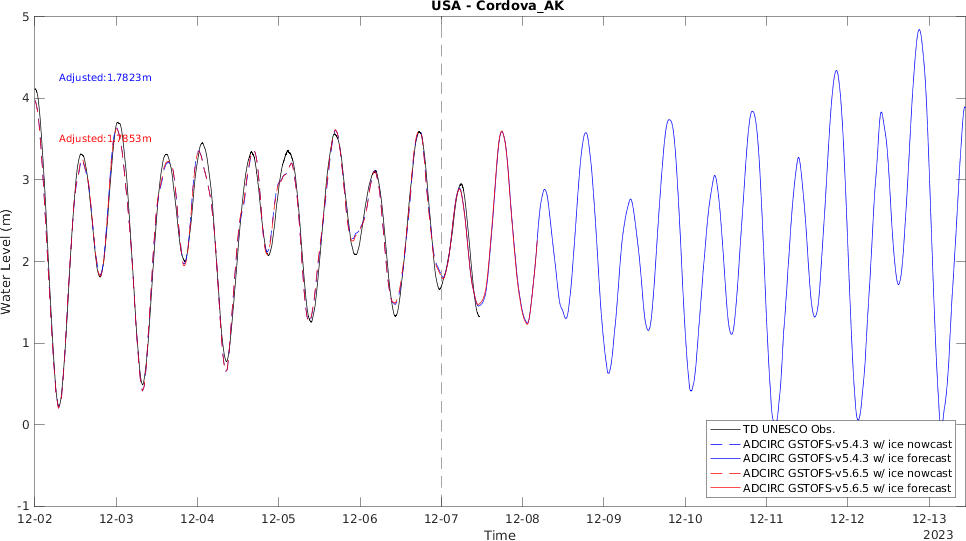 USA - Cordova_AK
Adjusted:1.7823m
Adjusted:1.7853m
Water Level (m)
5
4
3
2
1
0
-1
12-02 12-03 12-04 12-05 12-06 12-07 12-08 12-09 12-10 12-11 12-12 12-13
Time
2023
TD UNESCO Obs.
ADCIRC GSTOFS-v5.4.3 w/ ice nowcast
ADCIRC GSTOFS-v5.4.3 w/ ice forecast
ADCIRC GSTOFS-v5.6.5 w/ ice nowcast
ADCIRC GSTOFS-v5.6.5 w/ ice forecast